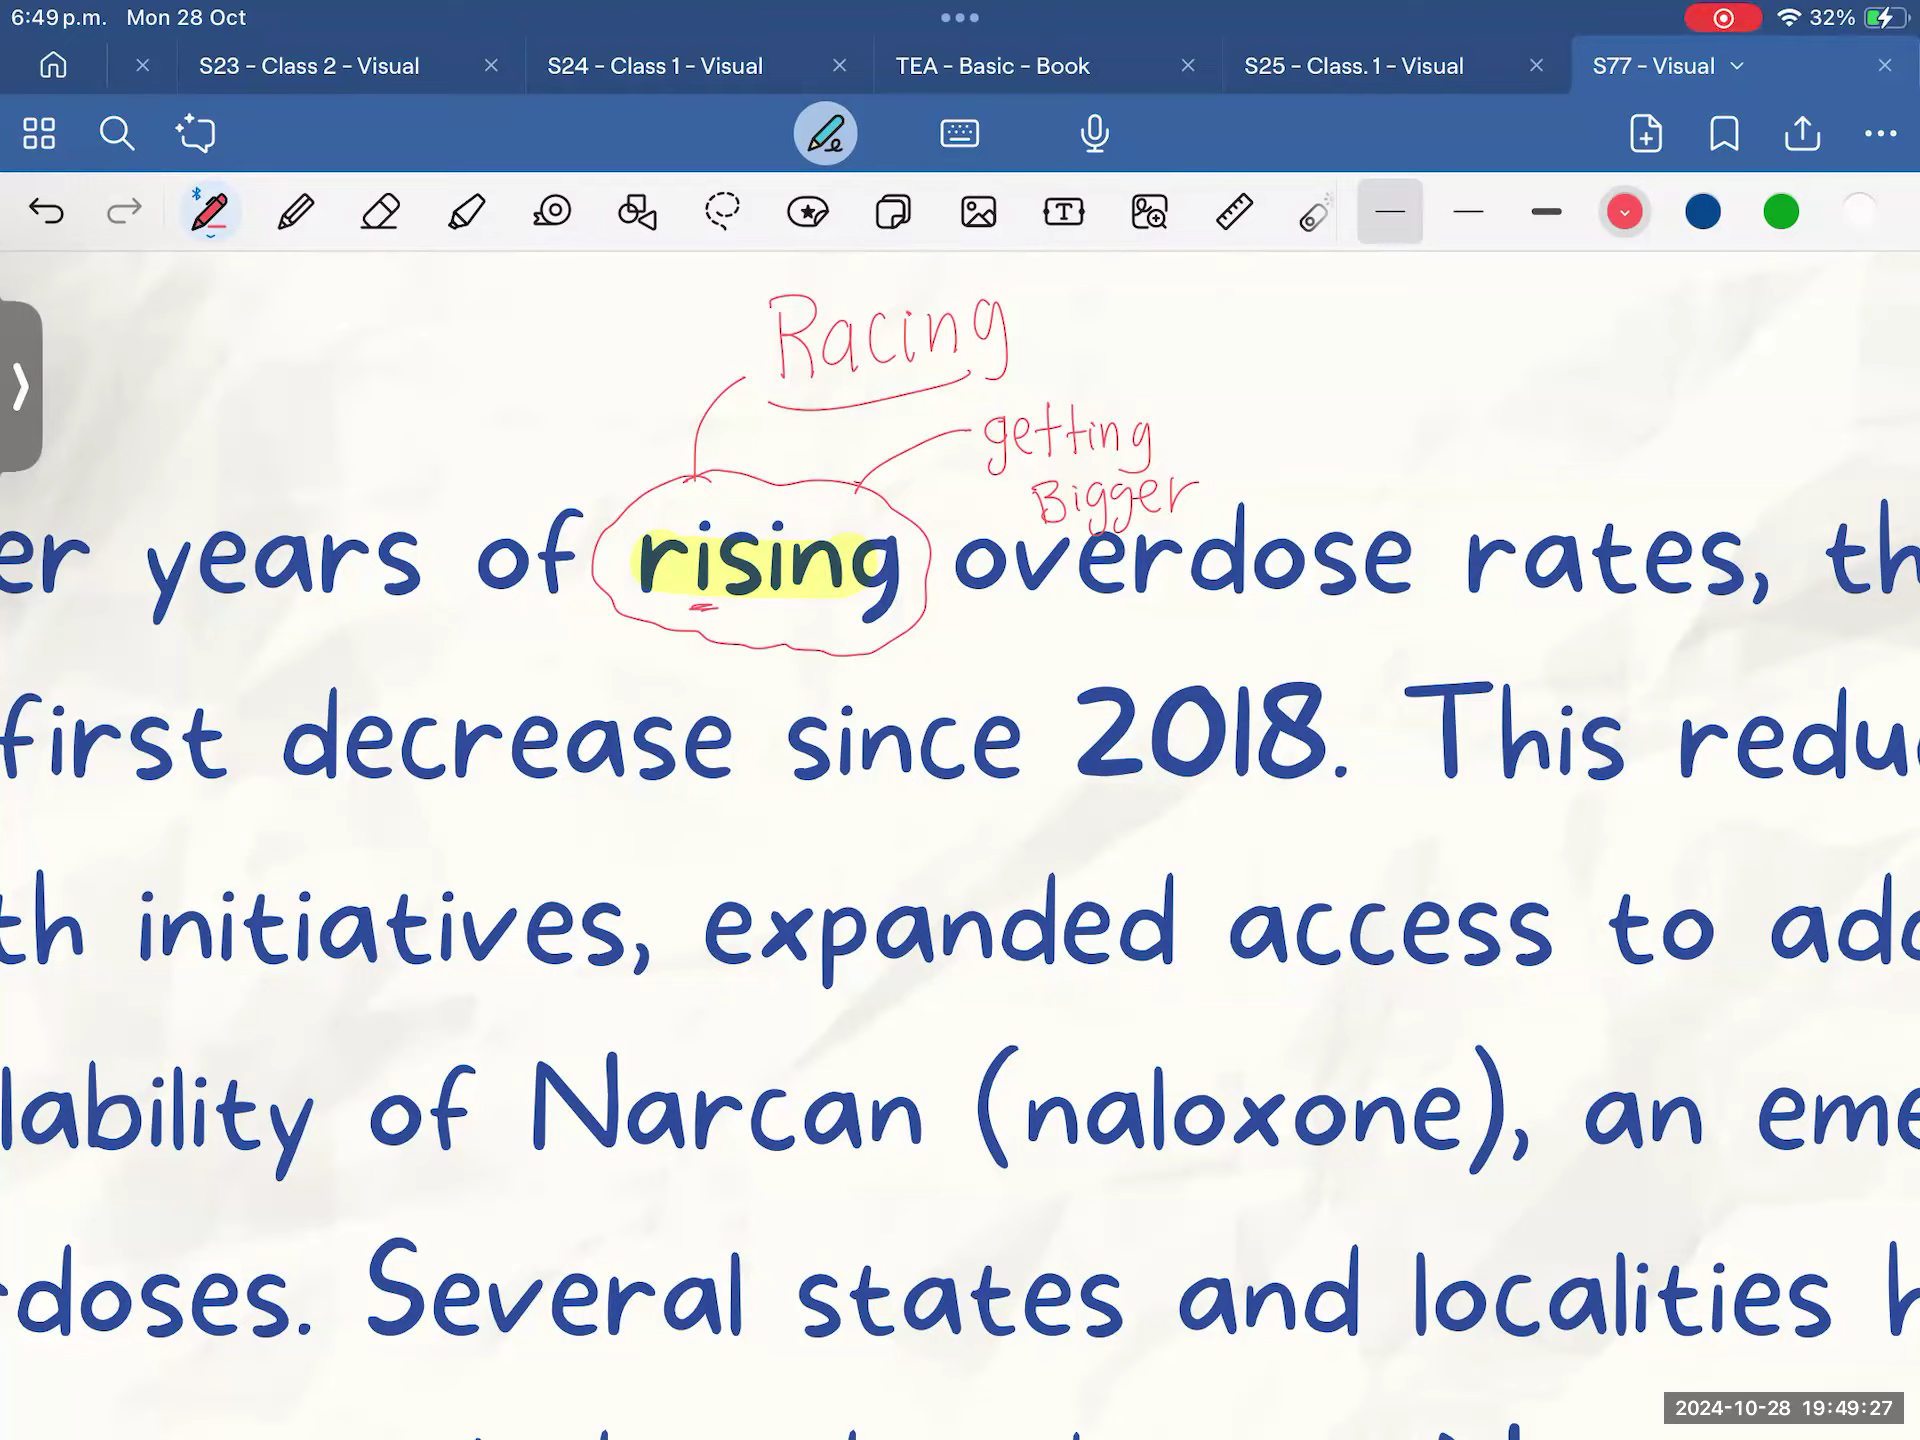 6:49 p.m. Mon 28 Oct
32%
S23 - Class 2 - Visual
S24 - Class 1 - Visual
TEA - Basic - Book
S25 - Class. 1 - Visual
S77 - Visual
Racing
getting
Bigger
er years of rising overdose rates, th
first decrease since 2018. This redu
th initiatives, expanded access to add
lability of Narcan (naloxone), an eme
rdoses. Several states and localities h
2024-10-28 19:49:27